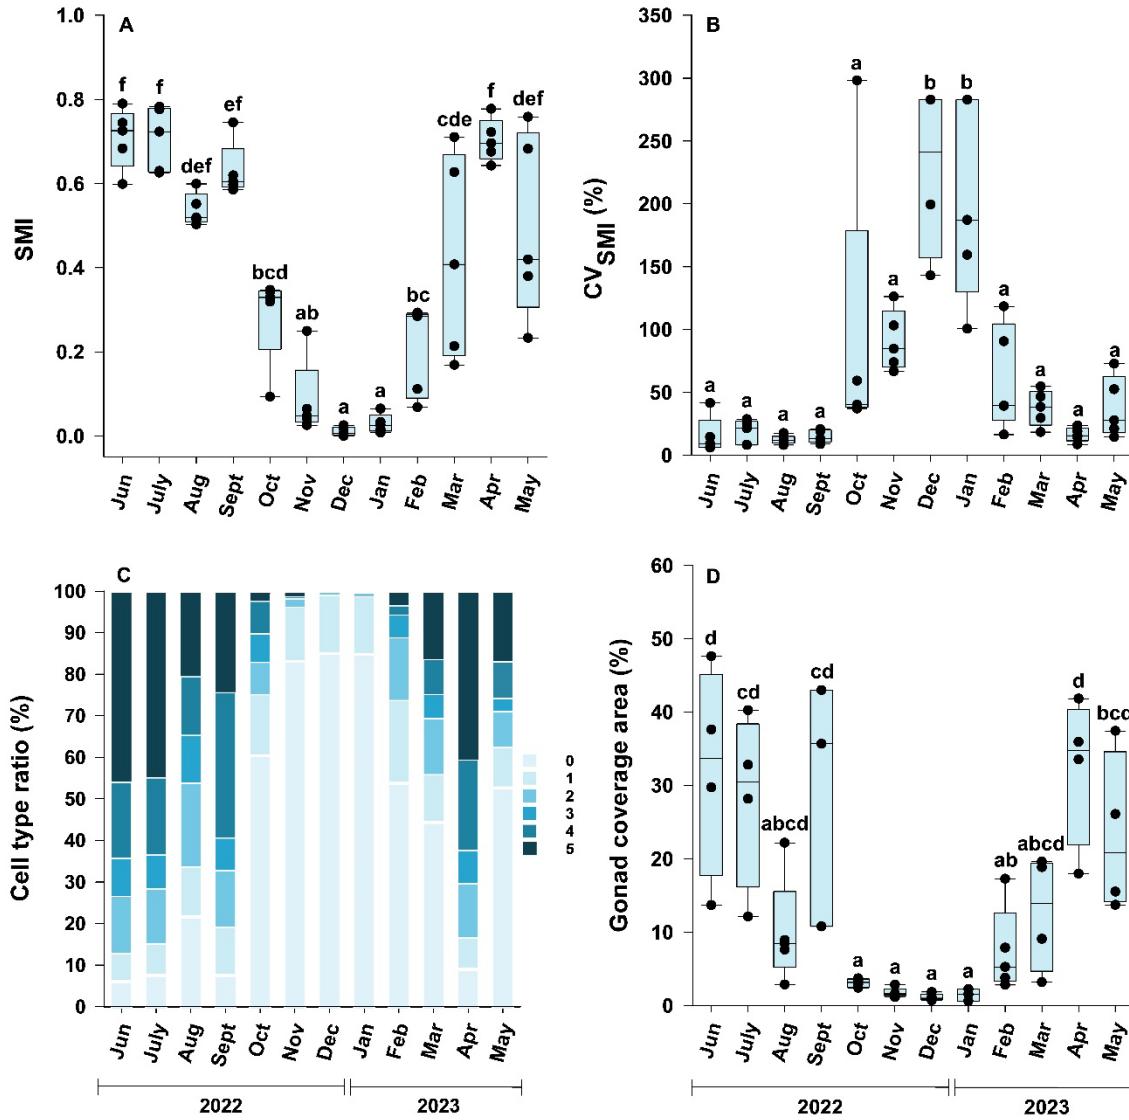 A
SMI
1.0
0.8
0.6
0.4
0.2
0.0
f f def ef bcd ab a a bc cde f def
Jun July Aug Sept Oct Nov Dec Jan Feb Mar Apr May
B
CVSMI (%)
350
300
250
200
150
100
50
0
a a a a a a b b a a a a
Jun July Aug Sept Oct Nov Dec Jan Feb Mar Apr May
C
Cell type ratio (%)
100
90
80
70
60
50
40
30
20
10
0
0
1
2
3
4
5
Jun July Aug Sept Oct Nov Dec Jan Feb Mar Apr May
2022 2023
D
Gonad coverage area (%)
60
50
40
30
20
10
0
d cd abcd cd a a a a ab abcd d bcd
Jun July Aug Sept Oct Nov Dec Jan Feb Mar Apr May
2022 2023